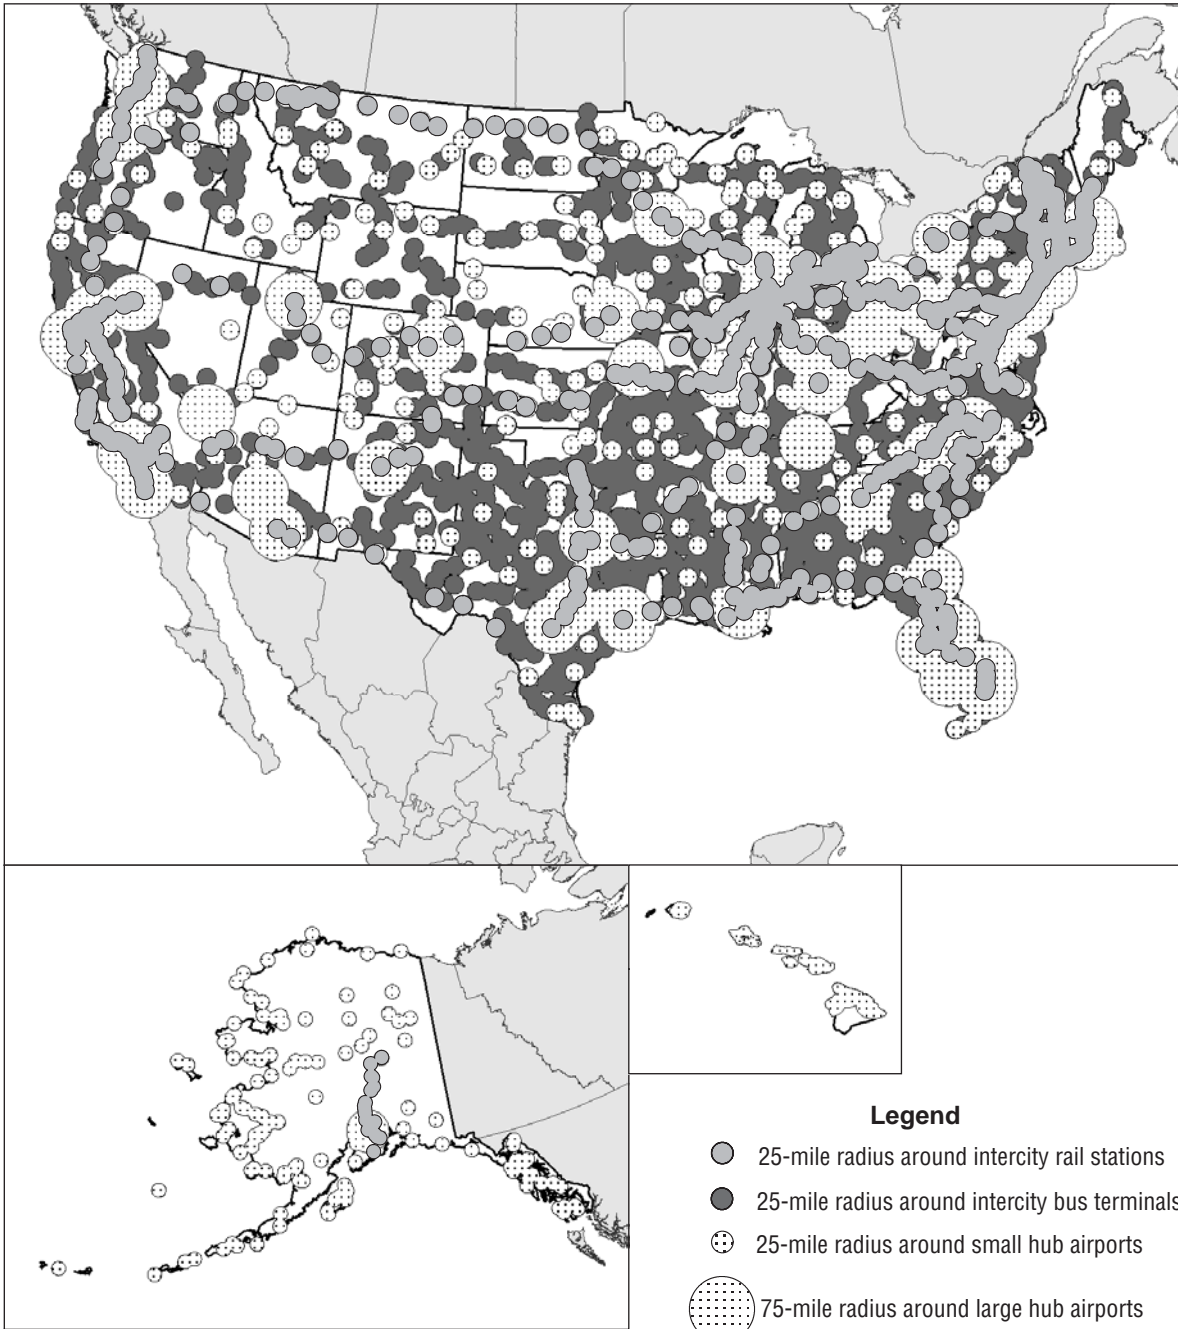 Legend
25-mile radius around intercity rail stations
25-mile radius around intercity bus terminals
25-mile radius around small hub airports
75-mile radius around large hub airports